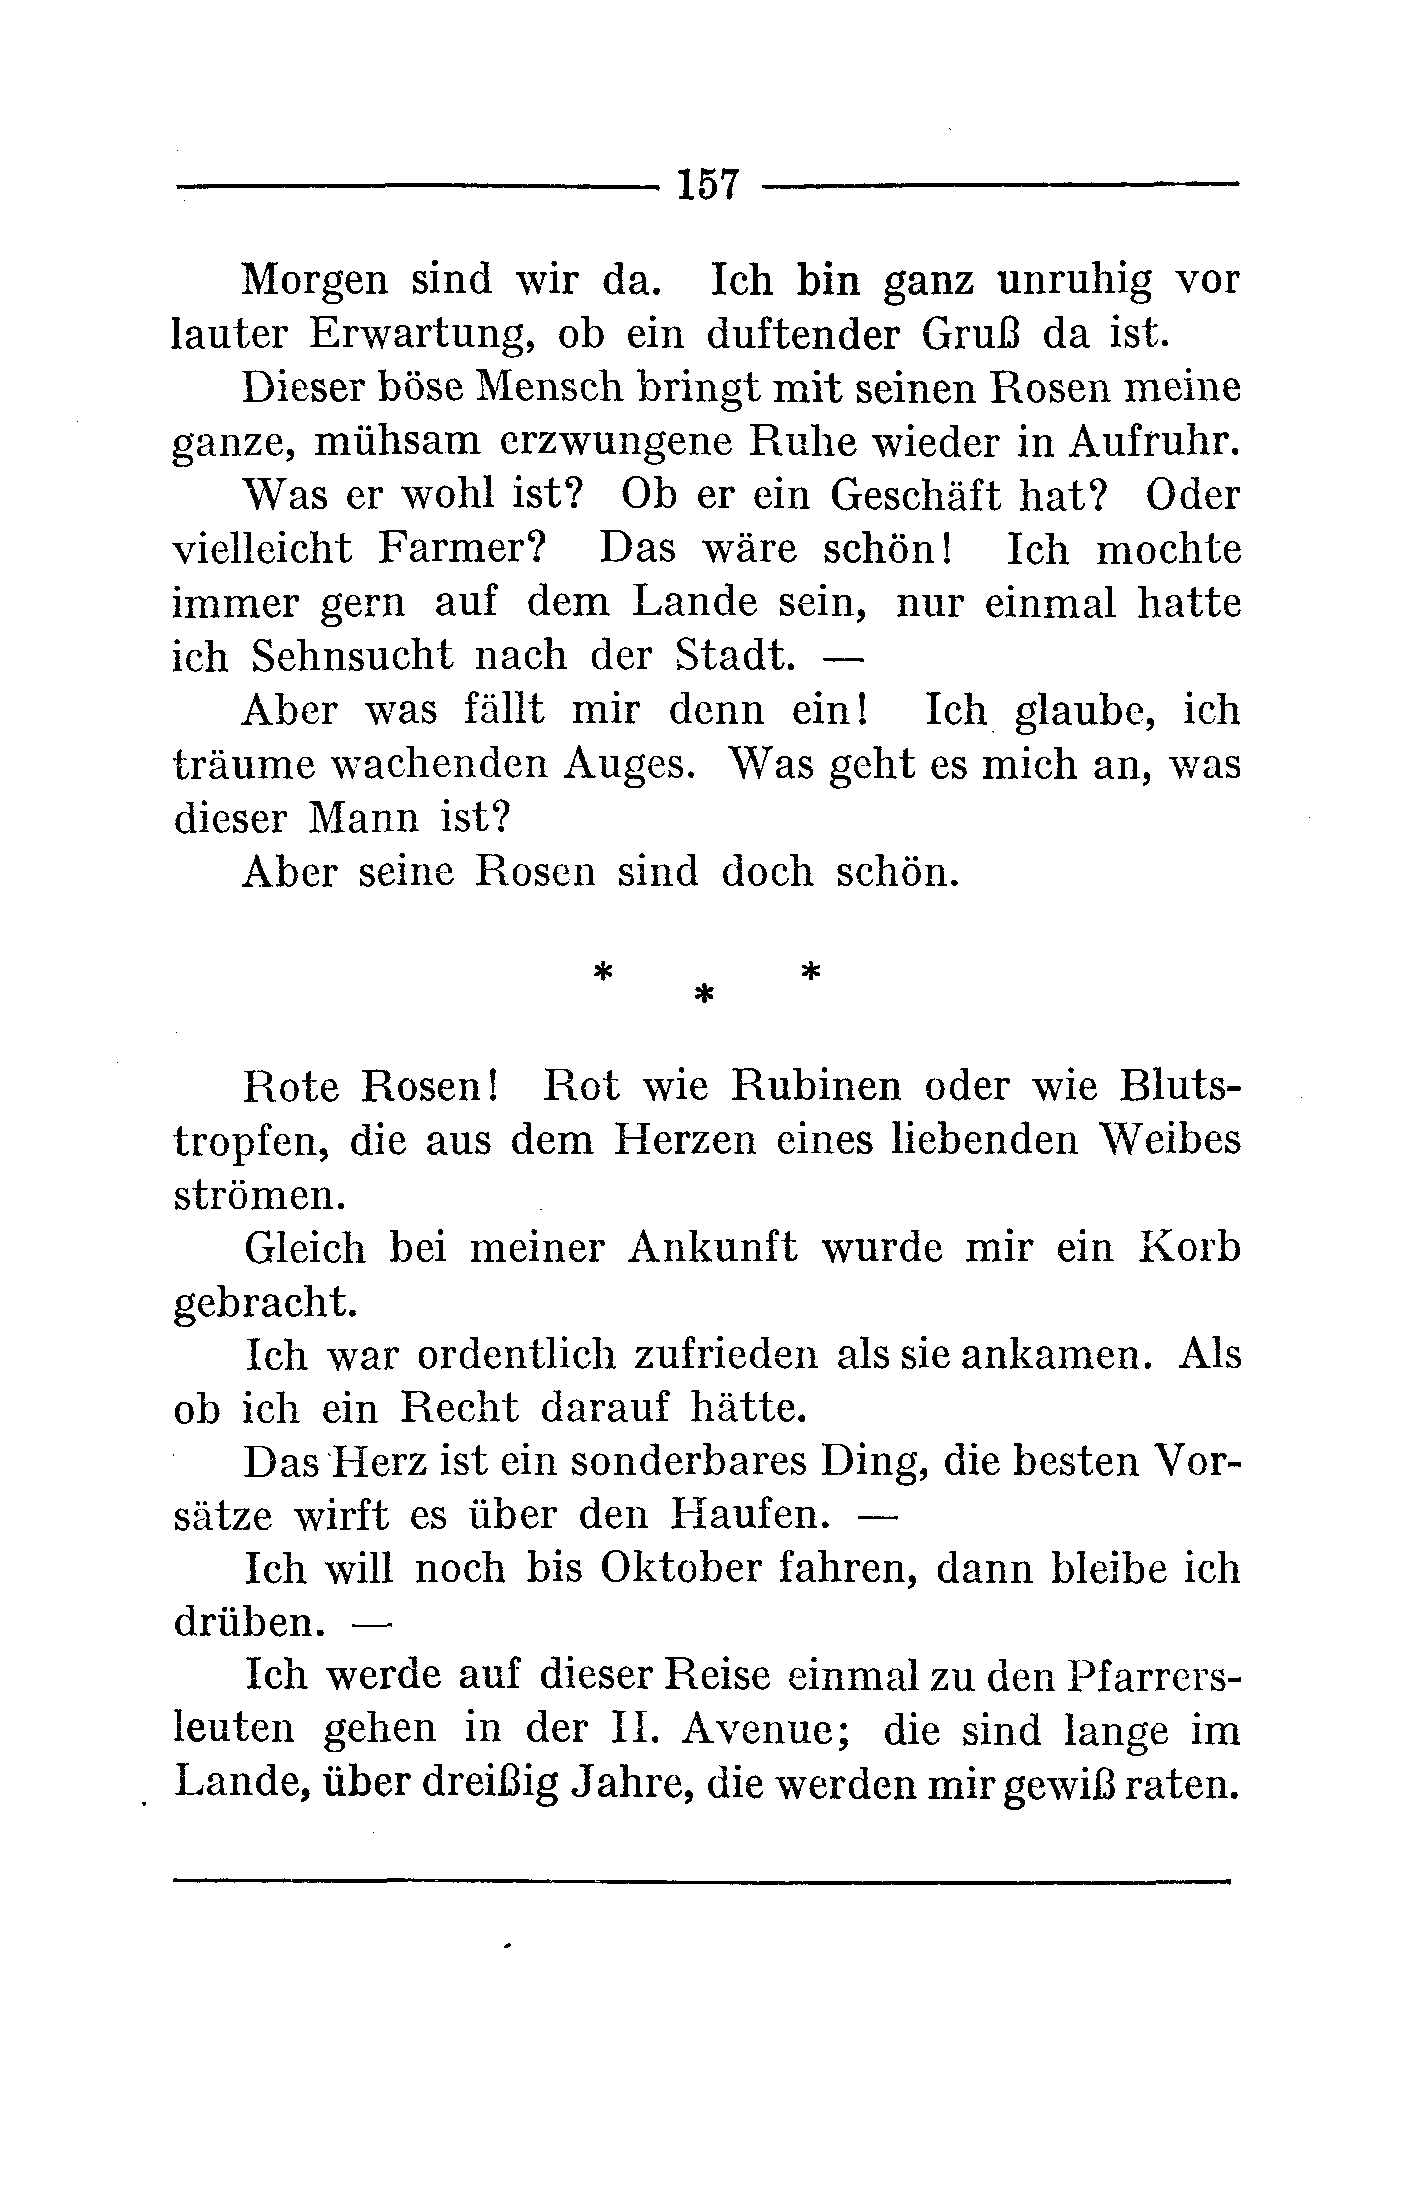 157
Morgen sind wir da. Ich bin ganz unruhig vor
lauter Erwartung, ob ein duftender Gruß da ist.
Dieser böse Mensch bringt mit seinen Rosen meine
ganze, mühsam erzwungene Ruhe wieder in Aufruhr.
Was er wohl ist? Ob er ein Geschäft hat? Oder
vielleicht Farmer? Das wäre schön! Ich mochte
immer gern auf dem Lande sein, nur einmal hatte
ich Sehnsucht nach der Stadt. —
Aber was fällt mir denn ein! Ich glaube, ich
träume wachenden Auges. Was geht es mich an, was
dieser Mann ist?
Aber seine Rosen sind doch schön.
* * *
Rote Rosen! Rot wie Rubinen oder wie Bluts-
tropfen, die aus dem Herzen eines liebenden Weibes
strömen.
Gleich bei meiner Ankunft wurde mir ein Korb
gebracht.
Ich war ordentlich zufrieden als sie ankamen. Als
ob ich ein Recht darauf hätte.
Das Herz ist ein sonderbares Ding, die besten Vor-
sätze wirft es über den Haufen. —
Ich will noch bis Oktober fahren, dann bleibe ich
drüben. —
Ich werde auf dieser Reise einmal zu den Pfarrers-
leuten gehen in der II. Avenue; die sind lange im
Lande, über dreißig Jahre, die werden mir gewiß raten.